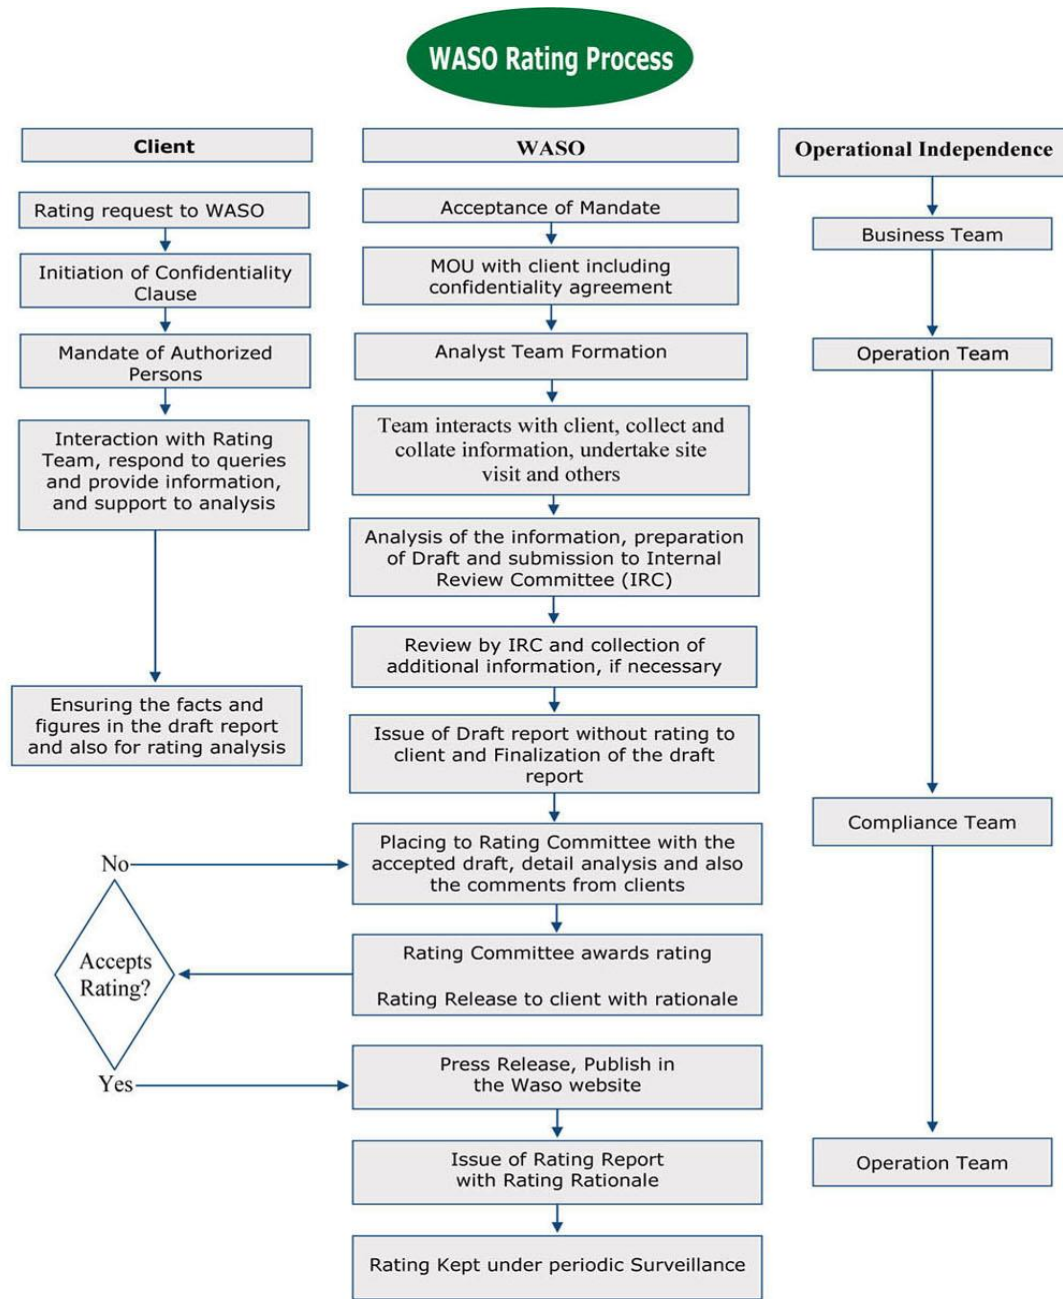 WASO Rating Process
Client
Rating request to WASO
Initiation of Confidentiality
Clause
Mandate of Authorized
Persons
Interaction with Rating
Team, respond to queries
and provide information,
and support to analysis
Ensuring the facts and
figures in the draft report
and also for rating analysis
No
Accepts
Rating?
Yes
WASO
Acceptance of Mandate
MOU with client including
confidentiality agreement
Analyst Team Formation
Team interacts with client, collect and
collate information, undertake site
visit and others
Analysis of the information, preparation
of Draft and submission to Internal
Review Committee (IRC)
Review by IRC and collection of
additional information, if necessary
Issue of Draft report without rating to
client and Finalization of the draft
report
Placing to Rating Committee with the
accepted draft, detail analysis and also
the comments from clients
Rating Committee awards rating
Rating Release to client with rationale
Press Release, Publish in
the Waso website
Issue of Rating Report
with Rating Rationale
Rating Kept under periodic Surveillance
Operational Independence
Business Team
Operation Team
Compliance Team
Operation Team